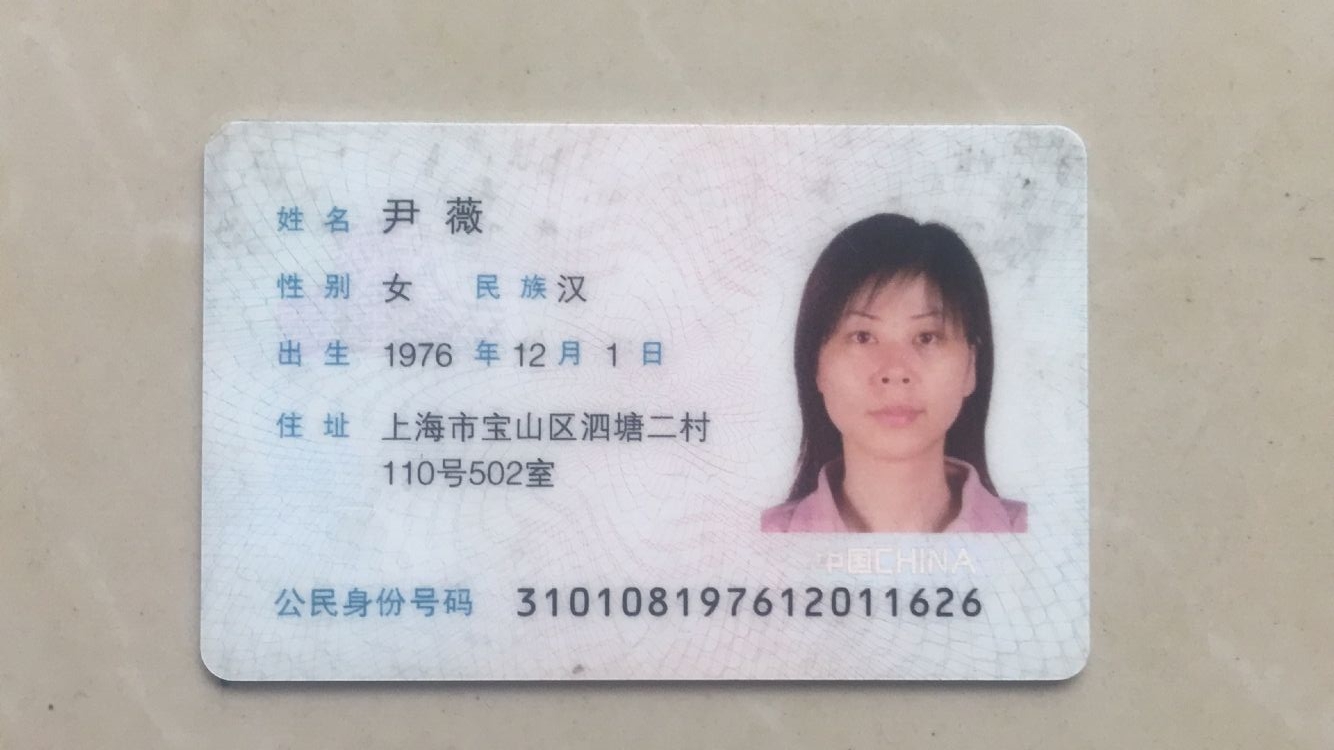 姓名 尹薇
性别 女 民族 汉
出生 1976 年 12 月 1 日
住址 上海市宝山区泗塘二村
110号502室
中国CHINA
公民身份号码 310108197612011626